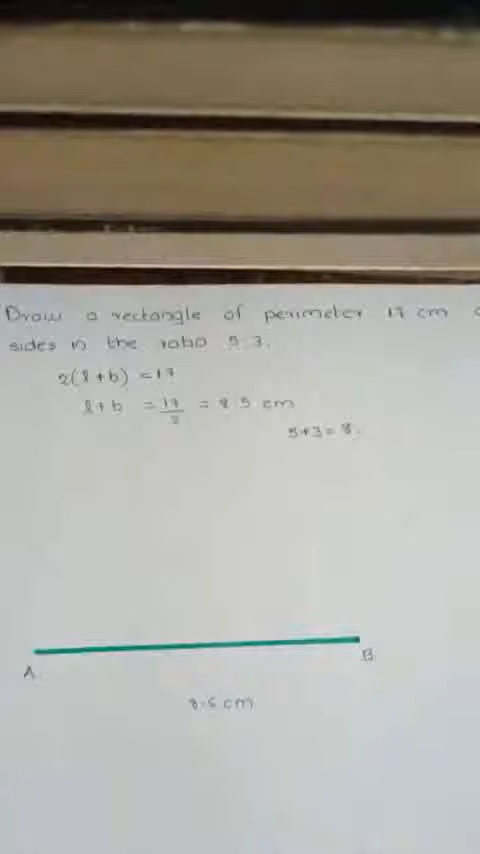 Draw a rectangle of perimeter 17 cm
sides in the ratio 5:3.
2(l+b) = 17
l+b = 17/2 = 8.5 cm
5+3=8.
A
B
8.5 cm